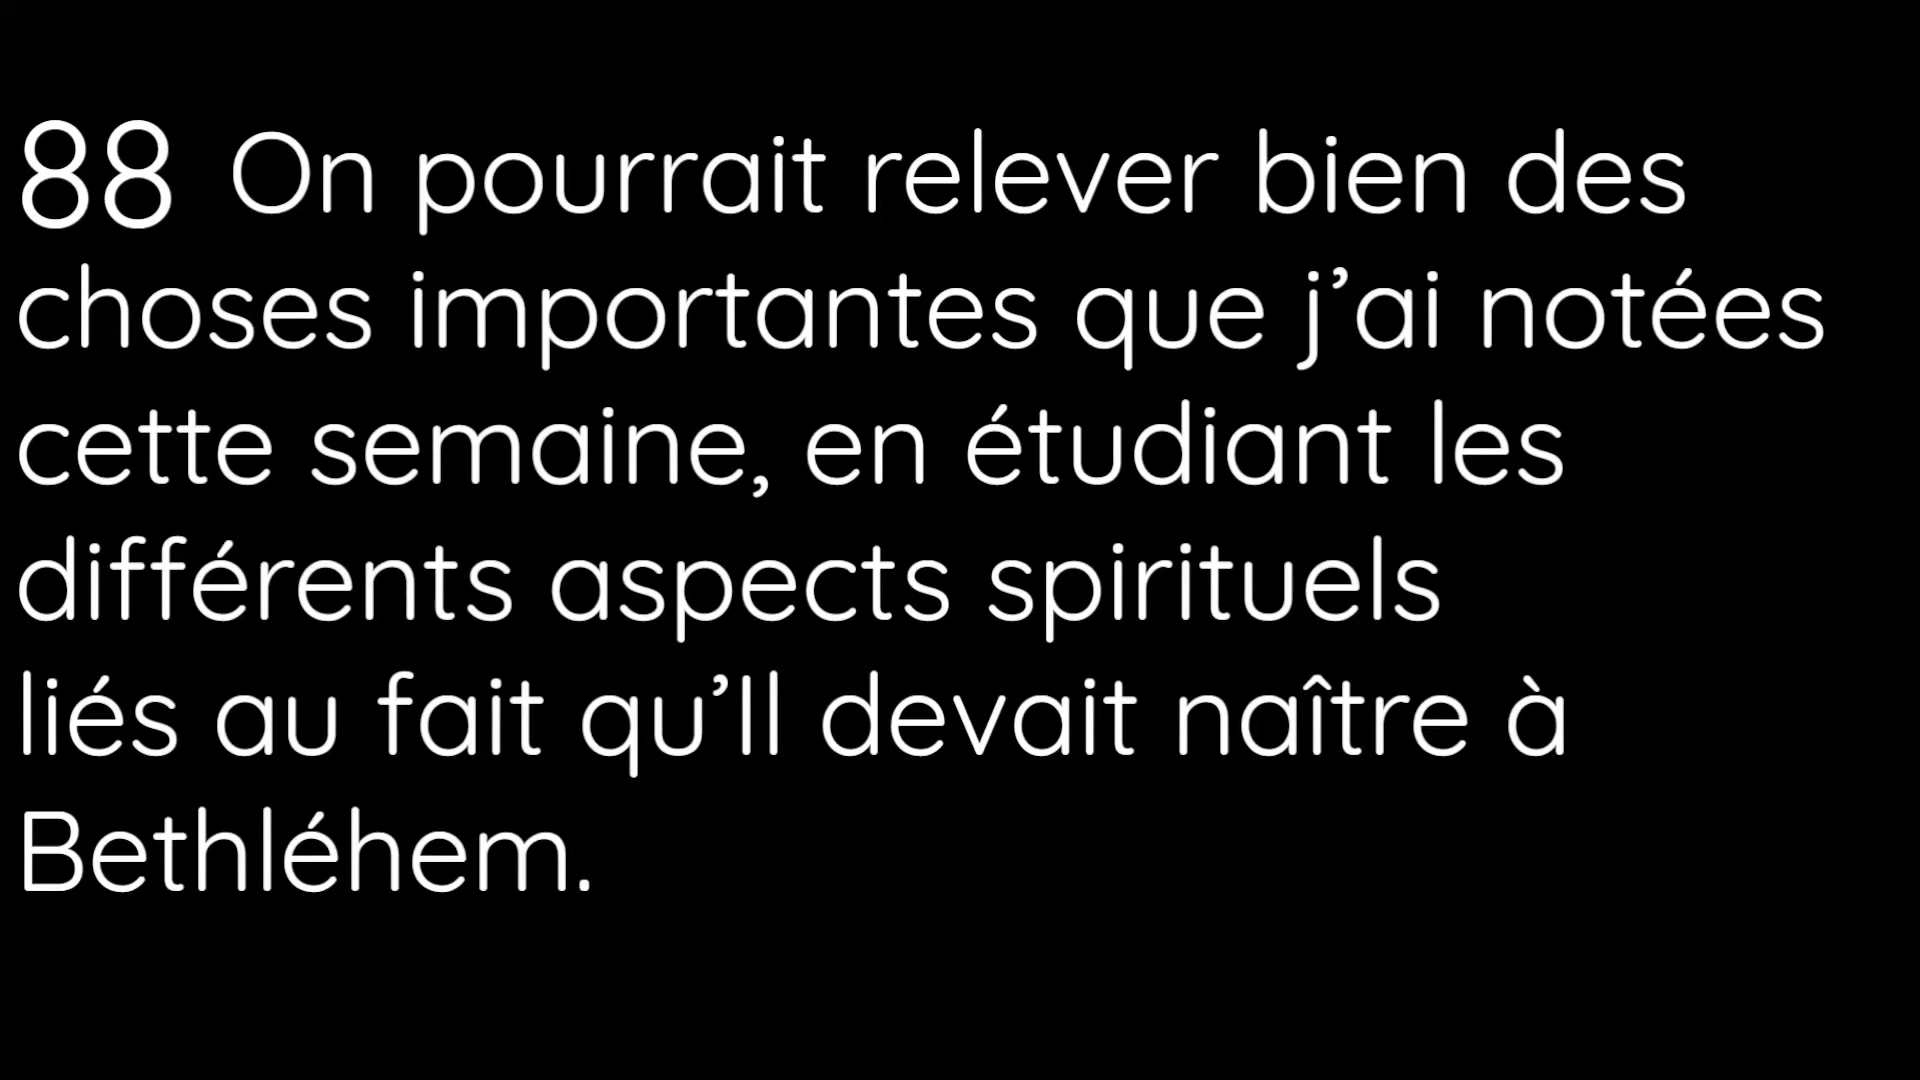 88 On pourrait relever bien des
choses importantes que j’ai notées
cette semaine, en étudiant les
différents aspects spirituels
liés au fait qu’Il devait naître à
Bethléhem.